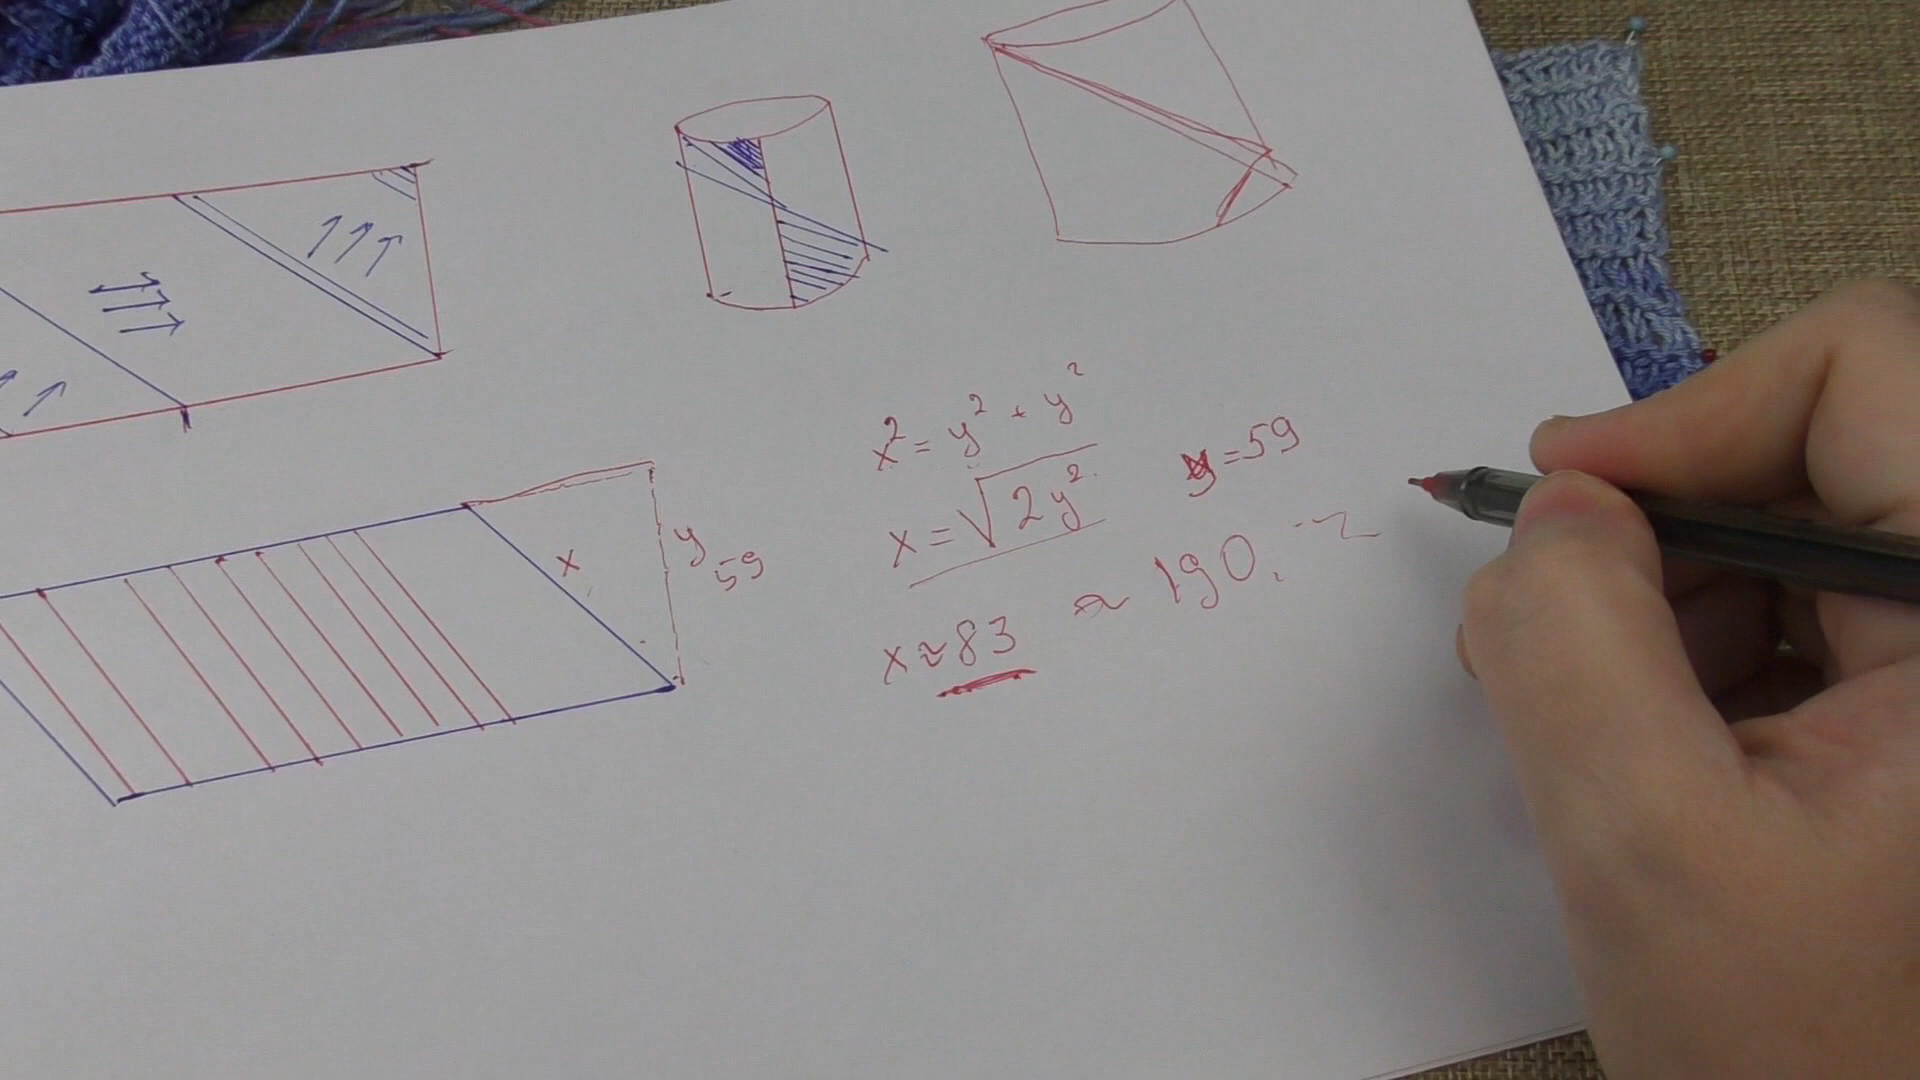 x² = y² + y²
x = √2y²
y = 59
x ≈ 83
≈ 190.
x
y
59